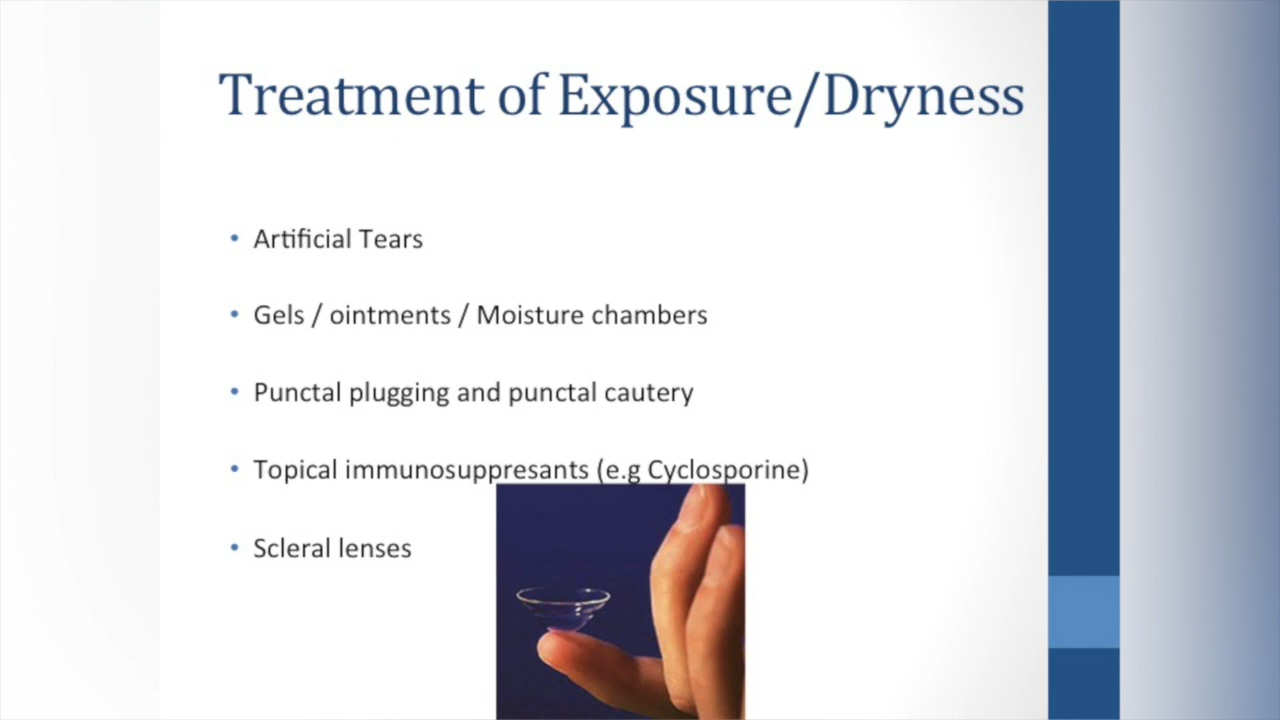 Treatment of Exposure/Dryness
• Artificial Tears
• Gels / ointments / Moisture chambers
• Punctal plugging and punctal cautery
• Topical immunosuppresants (e.g Cyclosporine)
• Scleral lenses